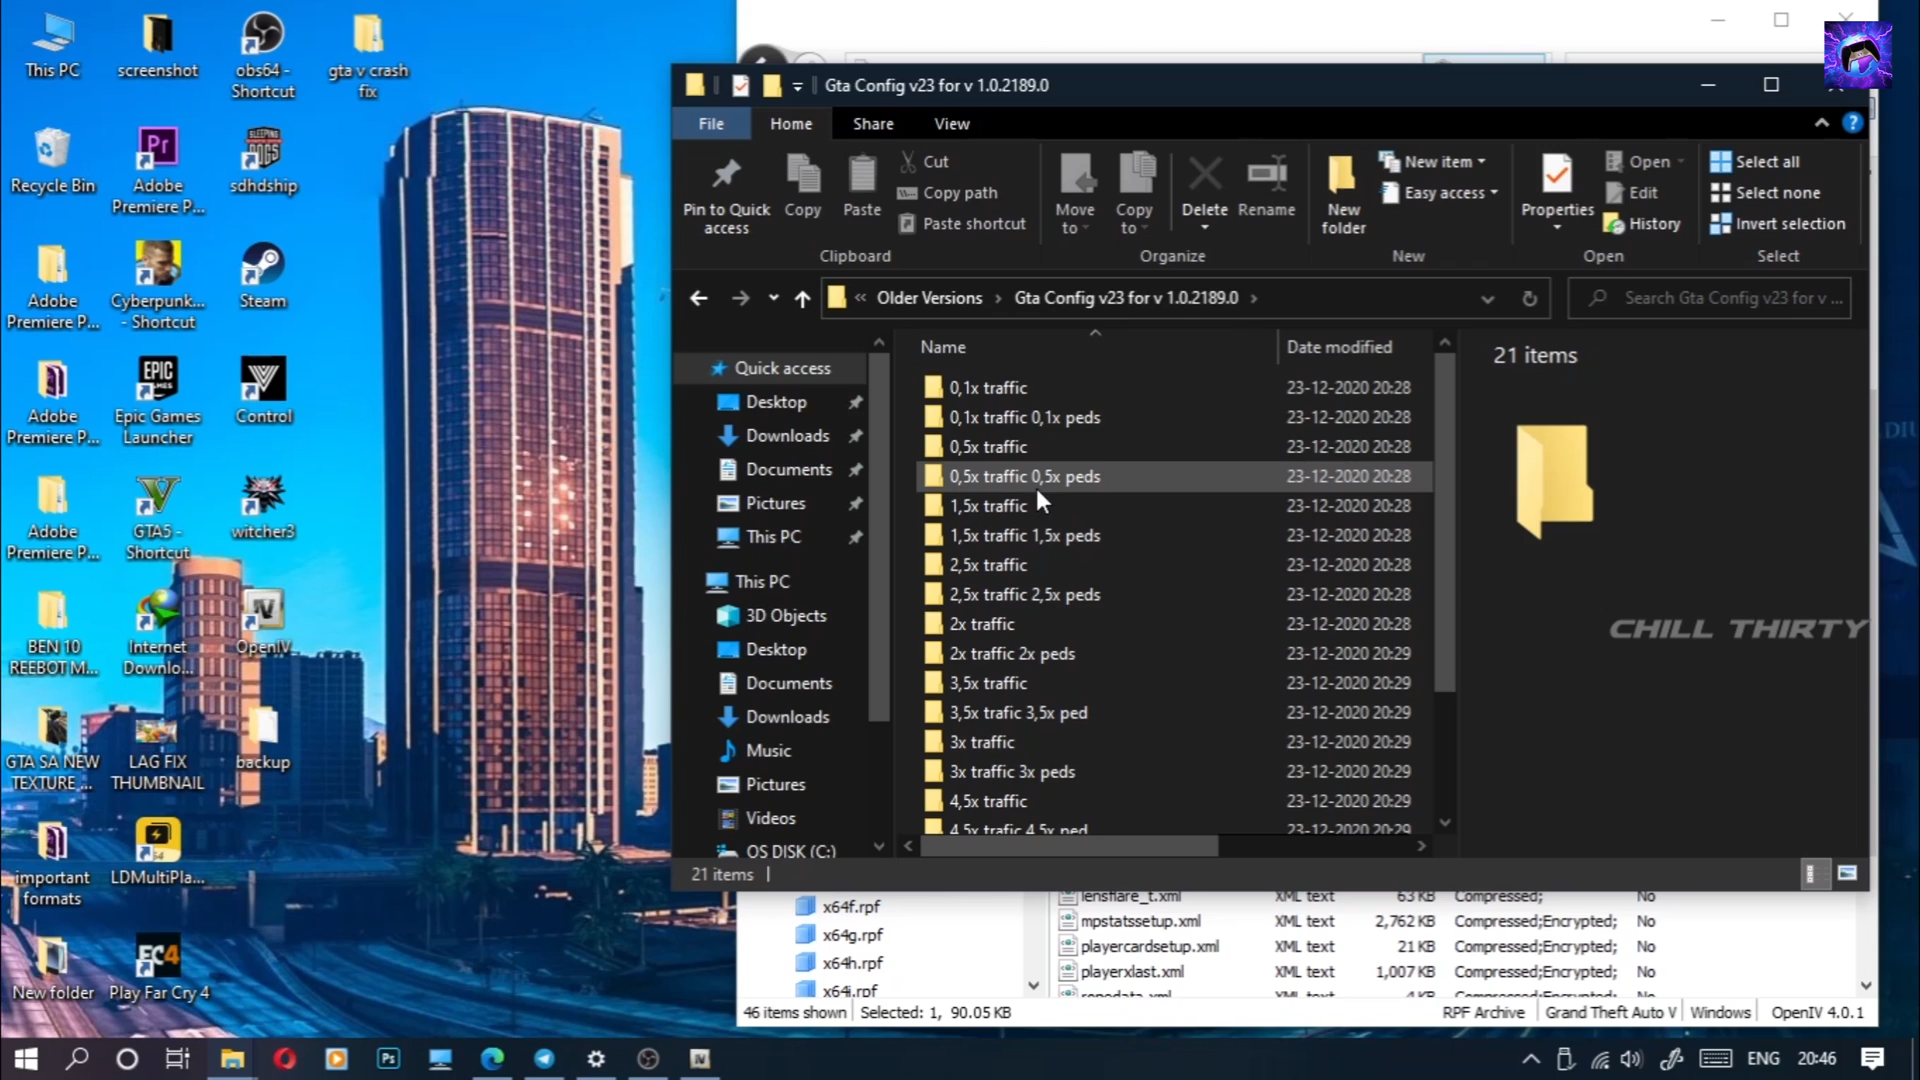 This PC
screenshot
obs64 -
Shortcut
gta v crash
fix
Recycle Bin
Adobe
Premiere P...
sdhdship
Adobe
Premiere P...
Cyberpunk...
- Shortcut
Steam
Adobe
Premiere P...
Epic Games
Launcher
Control
Adobe
Premiere P...
GTA5 -
Shortcut
witcher3
BEN 10
REEBOT M...
Internet
Downlo...
OpenIV
GTA SA NEW
TEXTURE ...
LAG FIX
THUMBNAIL
backup
important
formats
LDMultiPla...
New folder
Play Far Cry 4
Gta Config v23 for v 1.0.2189.0
File Home Share View
Pin to Quick
access
Copy
Paste
Cut
Copy path
Paste shortcut
Clipboard
Move
to
Copy
to
Delete
Rename
Organize
New
folder
New item
Easy access
New
Properties
Open
Edit
History
Open
Select all
Select none
Invert selection
Select
« Older Versions > Gta Config v23 for v 1.0.2189.0 >
Search Gta Config v23 for v ...
Quick access
Desktop
Downloads
Documents
Pictures
This PC
This PC
3D Objects
Desktop
Documents
Downloads
Music
Pictures
Videos
OS DISK (C:)
Name Date modified
0,1x traffic 23-12-2020 20:28
0,1x traffic 0,1x peds 23-12-2020 20:28
0,5x traffic 23-12-2020 20:28
0,5x traffic 0,5x peds 23-12-2020 20:28
1,5x traffic 23-12-2020 20:28
1,5x traffic 1,5x peds 23-12-2020 20:28
2,5x traffic 23-12-2020 20:28
2,5x traffic 2,5x peds 23-12-2020 20:28
2x traffic 23-12-2020 20:28
2x traffic 2x peds 23-12-2020 20:29
3,5x traffic 23-12-2020 20:29
3,5x trafic 3,5x ped 23-12-2020 20:29
3x traffic 23-12-2020 20:29
3x traffic 3x peds 23-12-2020 20:29
4,5x traffic 23-12-2020 20:29
4,5x trafic 4,5x ped 23-12-2020 20:29
21 items
CHILL THIRTY
21 items
x64f.rpf
x64g.rpf
x64h.rpf
x64i.rpf
lensflare_t.xml XML text 63 KB Compressed; No
mpstatssetup.xml XML text 2,762 KB Compressed;Encrypted; No
playercardsetup.xml XML text 21 KB Compressed;Encrypted; No
playerxlast.xml XML text 1,007 KB Compressed;Encrypted; No
46 items shown Selected: 1, 90.05 KB
RPF Archive Grand Theft Auto V Windows OpenIV 4.0.1
ENG 20:46